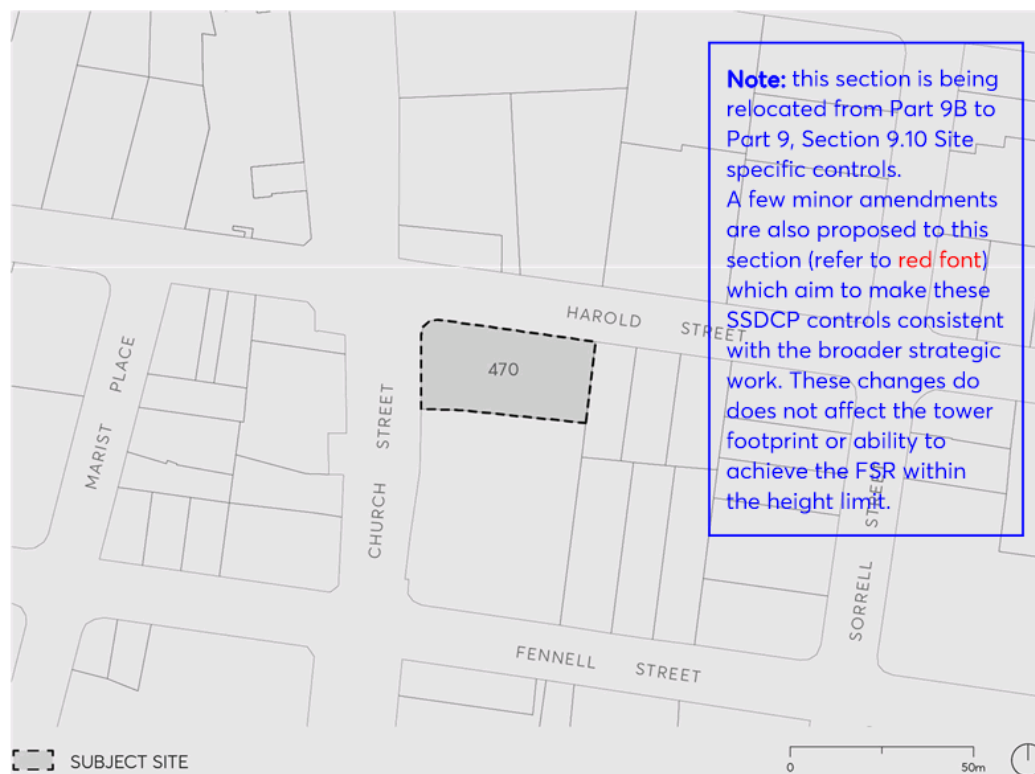 Note: this section is being
relocated from Part 9B to
Part 9, Section 9.10 Site
specific controls.
A few minor amendments
are also proposed to this
section (refer to red font)
which aim to make these
SSDCP controls consistent
with the broader strategic
work. These changes do
does not affect the tower
footprint or ability to
achieve the FSR within
the height limit.
HAROLD STREET
470
MARIST PLACE
CHURCH STREET
SORRELL STREET
FENNELL STREET
SUBJECT SITE
0 50m